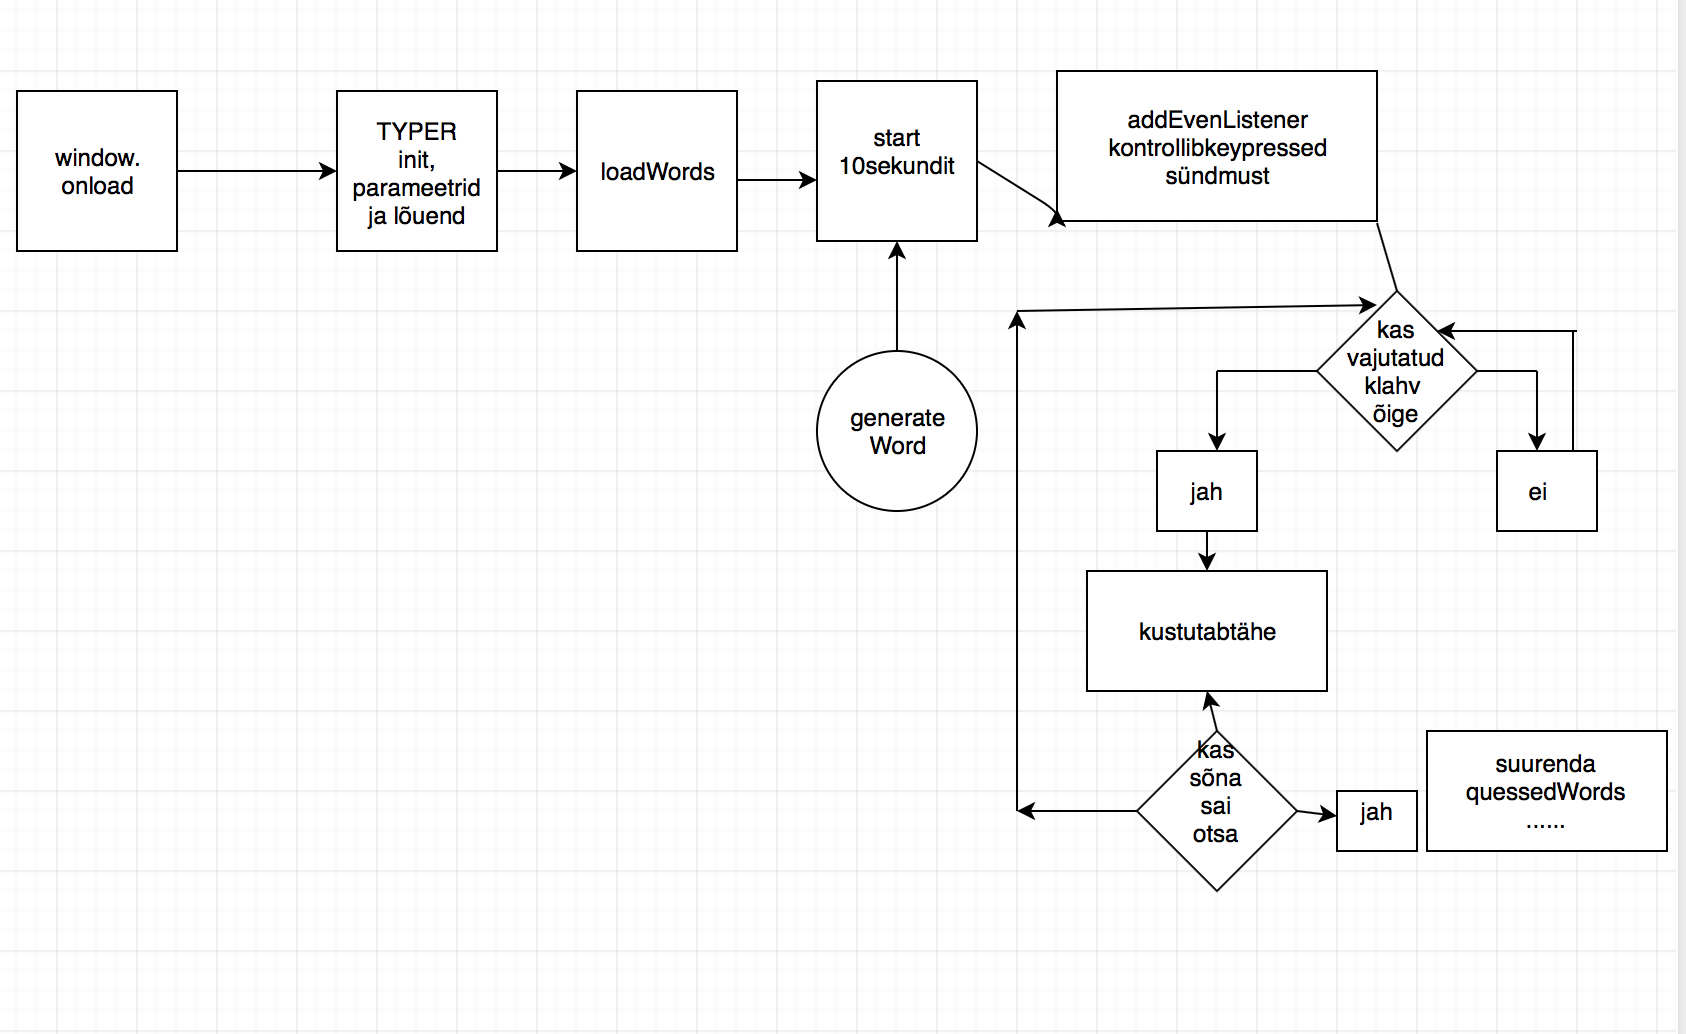 window.
onload
TYPER
init,
parameetrid
ja lõuend
loadWords
start
10sekundit
addEvenListener
kontrollibkeypressed
sündmust
generate
Word
kas
vajutatud
klahv
õige
jah
ei
kustutabtähe
kas
sõna
sai
otsa
jah
suurenda
quessedWords
......